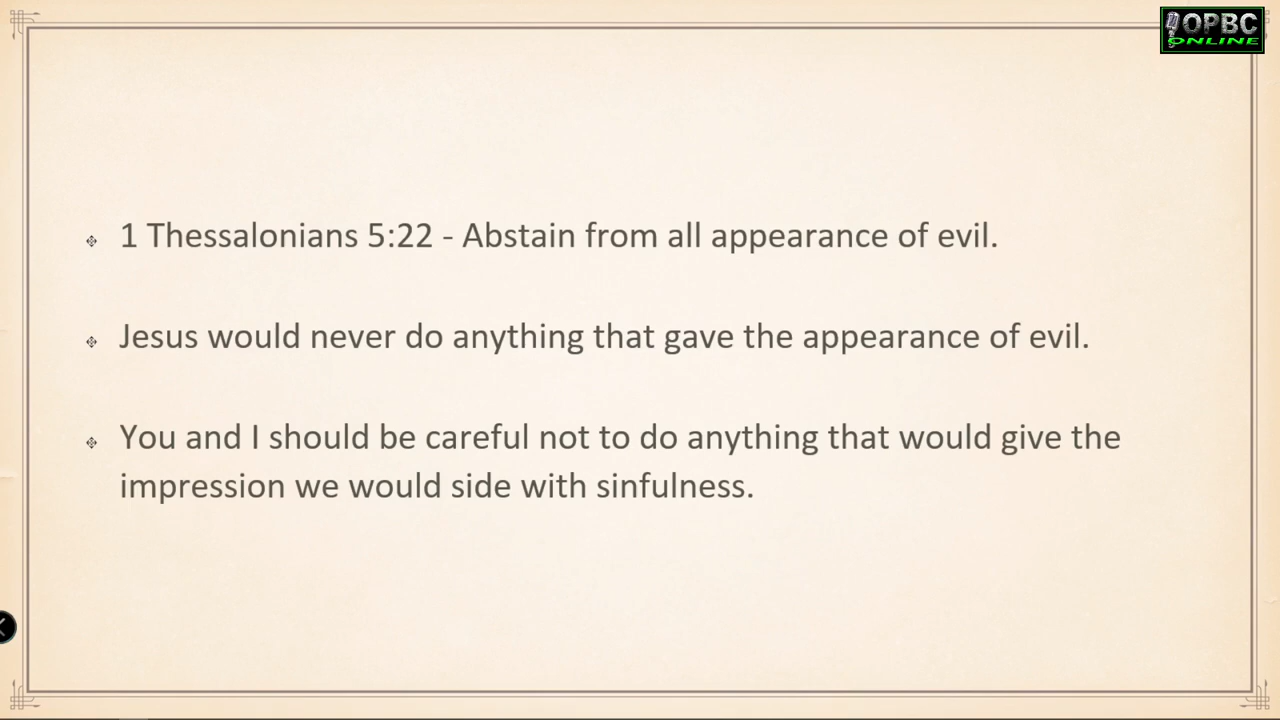 OPBC
ONLINE
1 Thessalonians 5:22 - Abstain from all appearance of evil.
Jesus would never do anything that gave the appearance of evil.
You and I should be careful not to do anything that would give the
impression we would side with sinfulness.